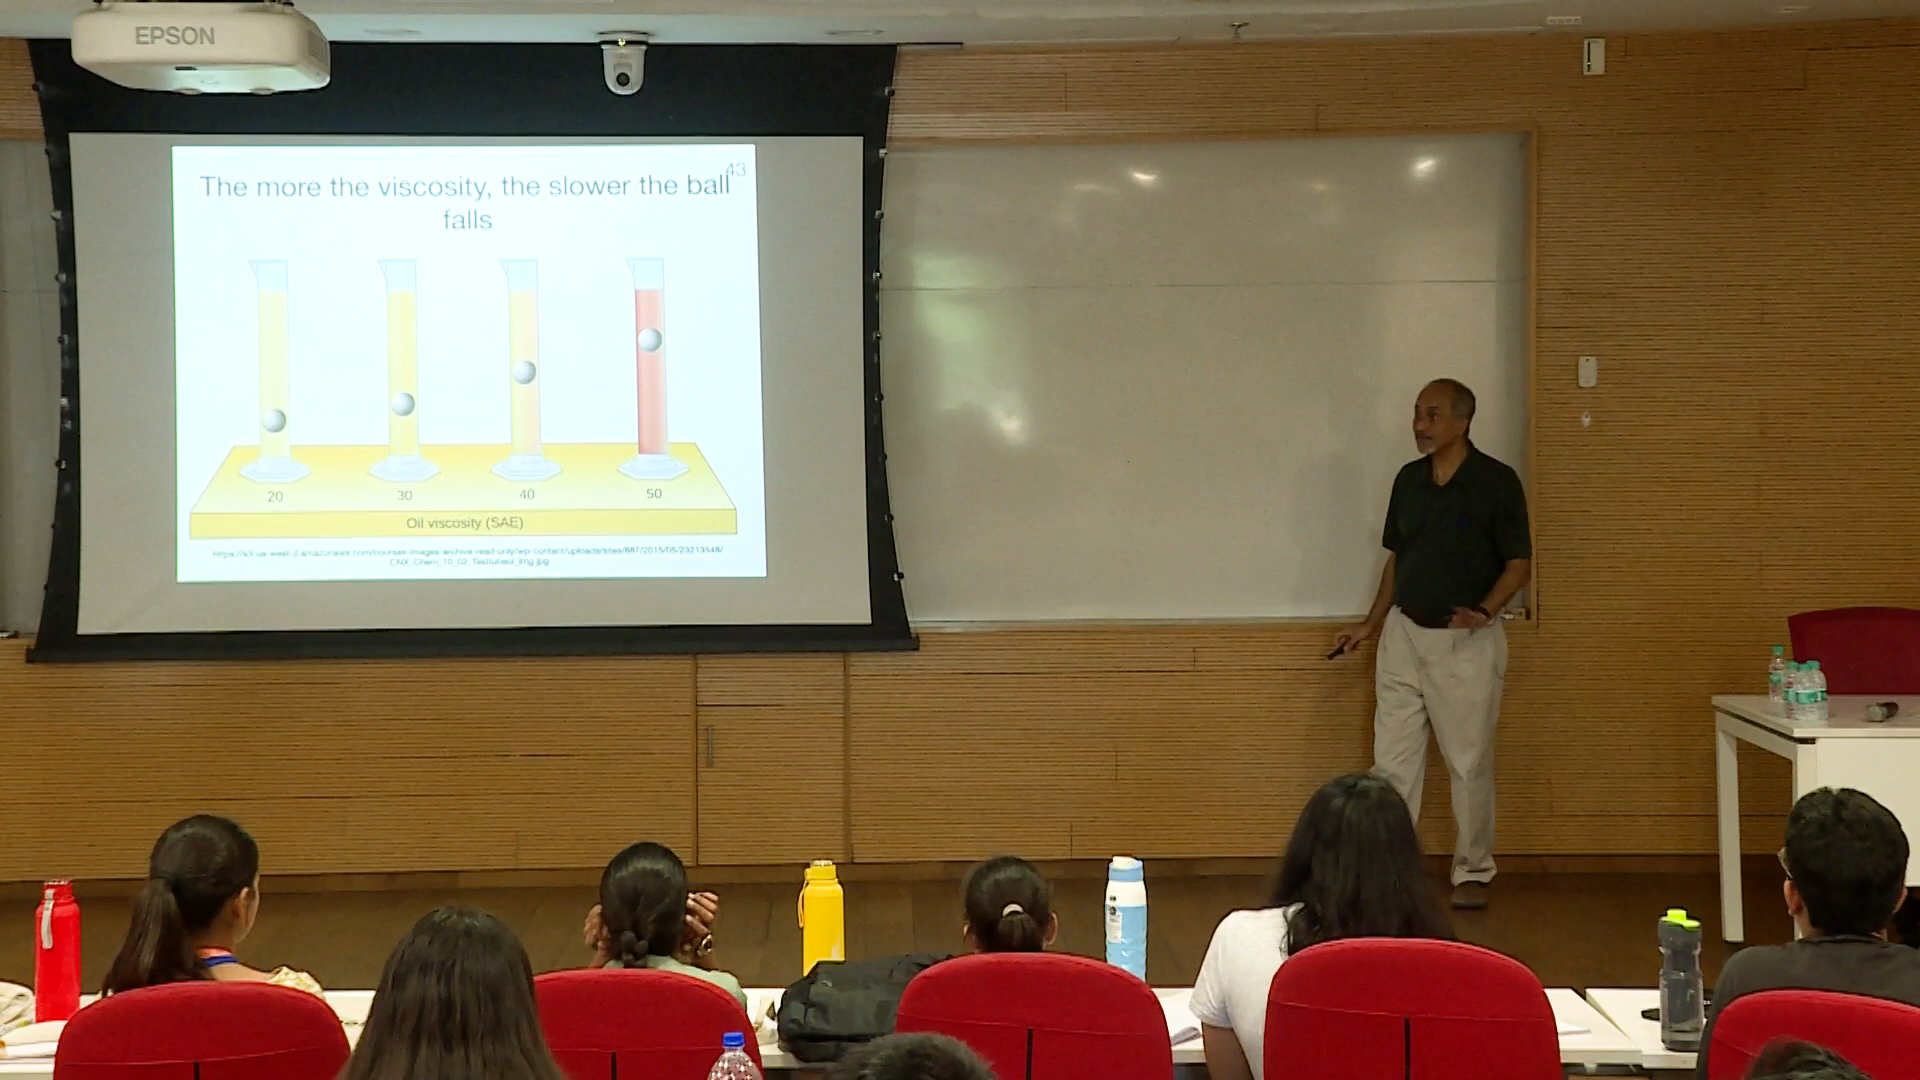 EPSON
43
The more the viscosity, the slower the ball
falls
20 30 40 50
Oil viscosity (SAE)